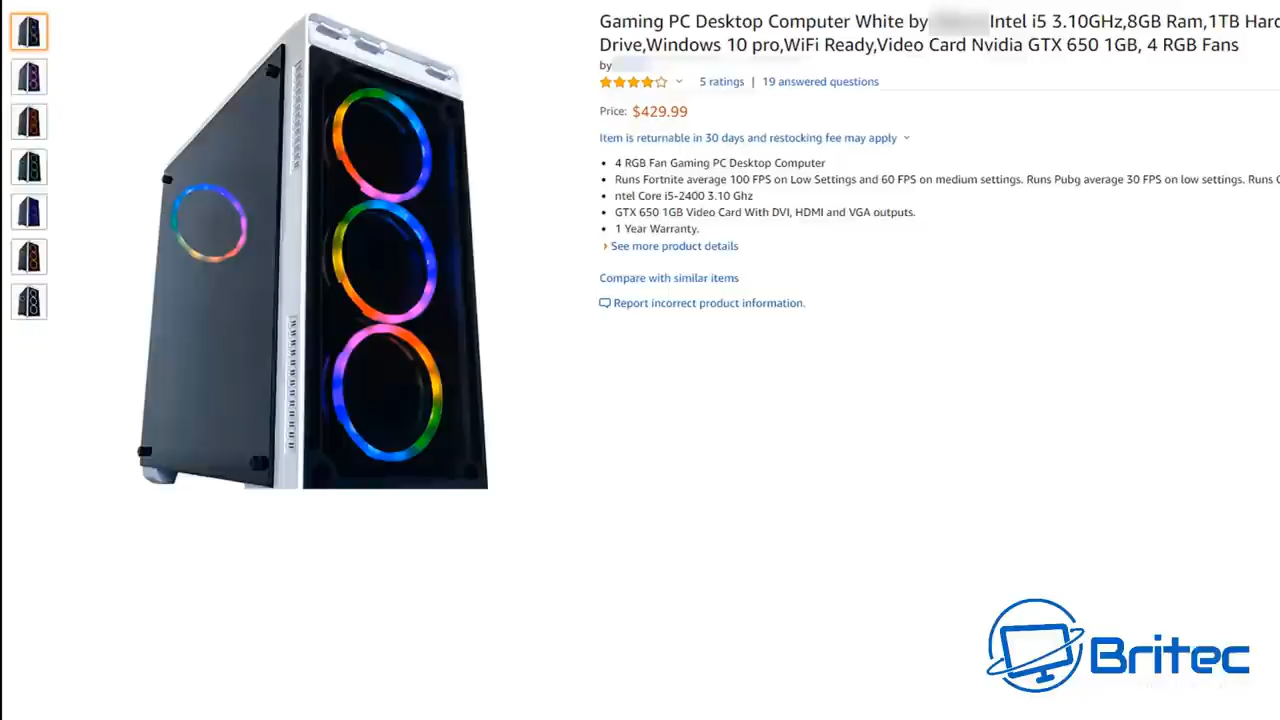 Gaming PC Desktop Computer White by Intel i5 3.10GHz,8GB Ram,1TB Hard
Drive,Windows 10 pro,WiFi Ready,Video Card Nvidia GTX 650 1GB, 4 RGB Fans
by
5 ratings | 19 answered questions
Price: $429.99
Item is returnable in 30 days and restocking fee may apply
• 4 RGB Fan Gaming PC Desktop Computer
• Runs Fortnite average 100 FPS on Low Settings and 60 FPS on medium settings. Runs Pubg average 30 FPS on low settings. Runs
• ntel Core i5-2400 3.10 Ghz
• GTX 650 1GB Video Card With DVI, HDMI and VGA outputs.
• 1 Year Warranty.
See more product details
Compare with similar items
Report incorrect product information.
Britec